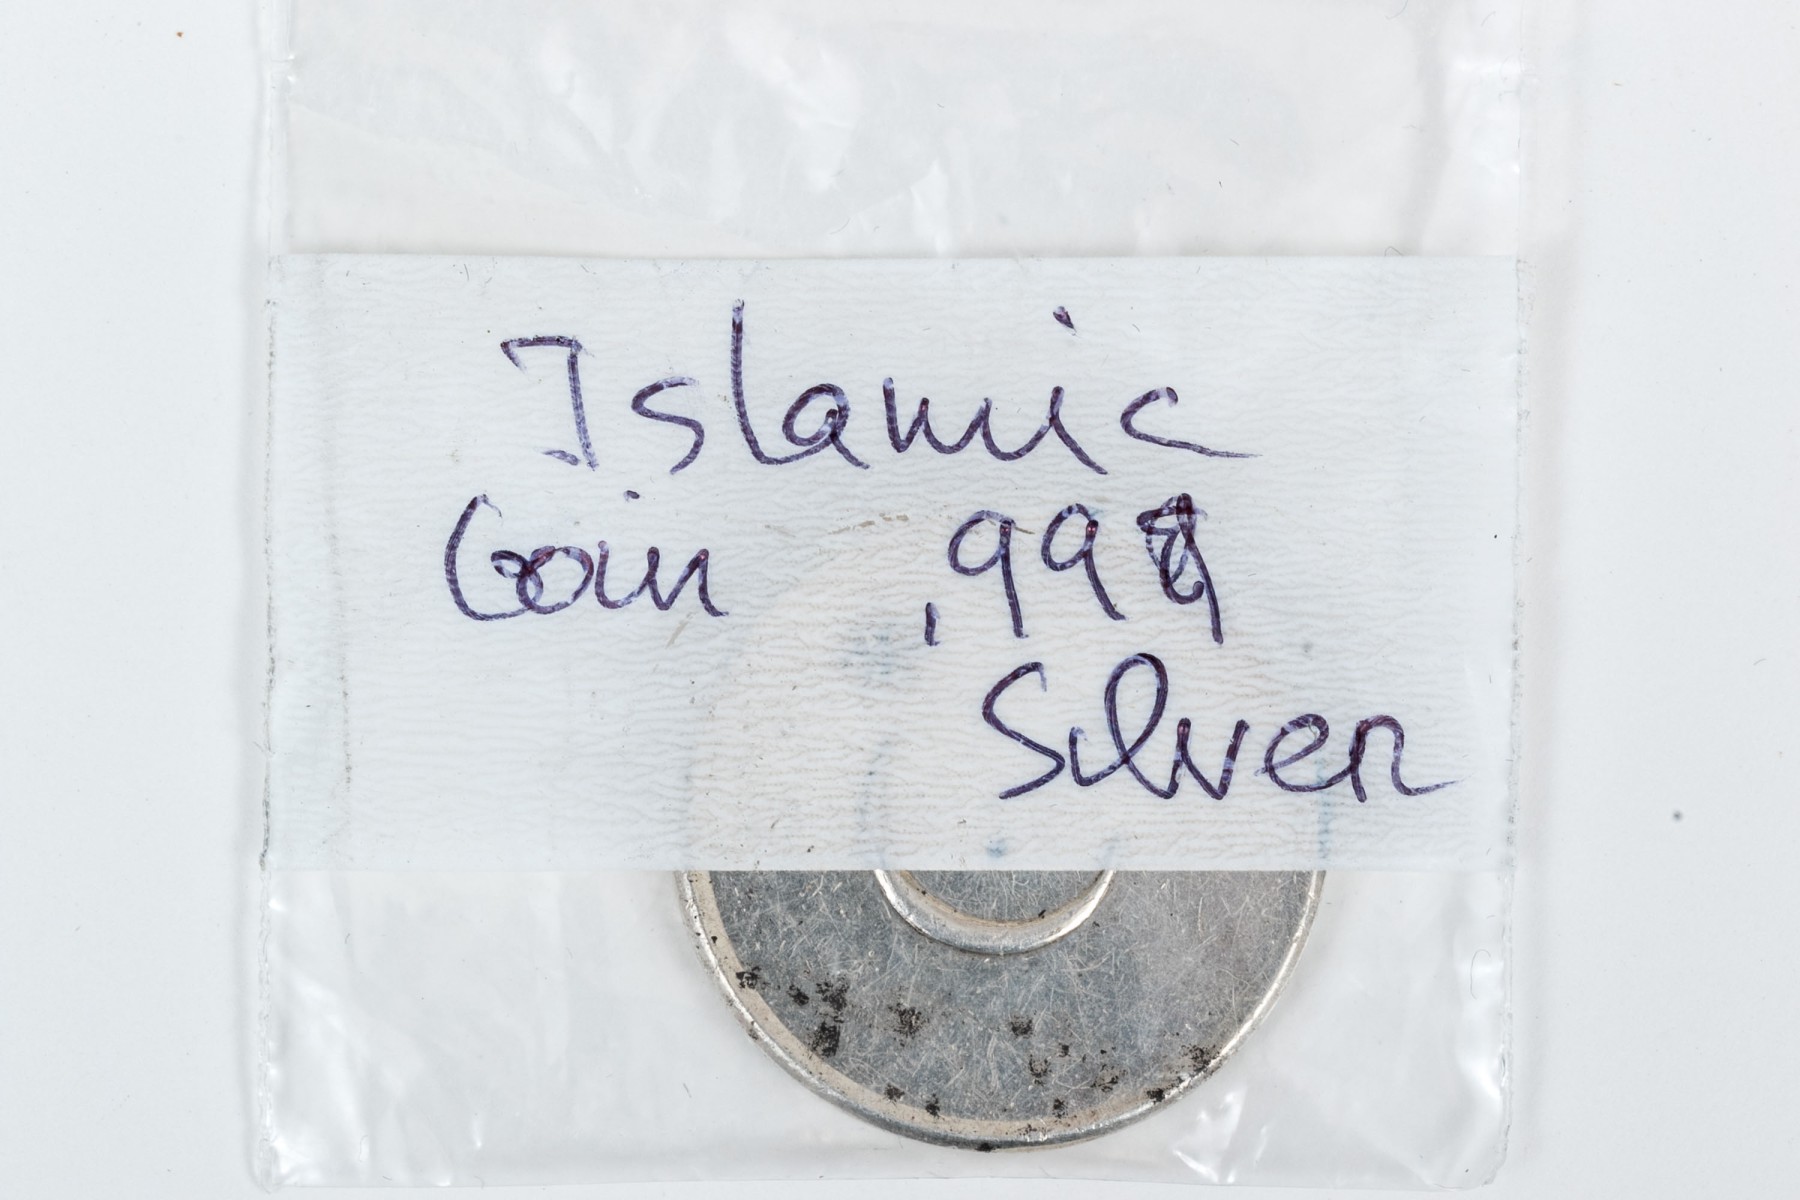 Islamic
Coin .999
Silver